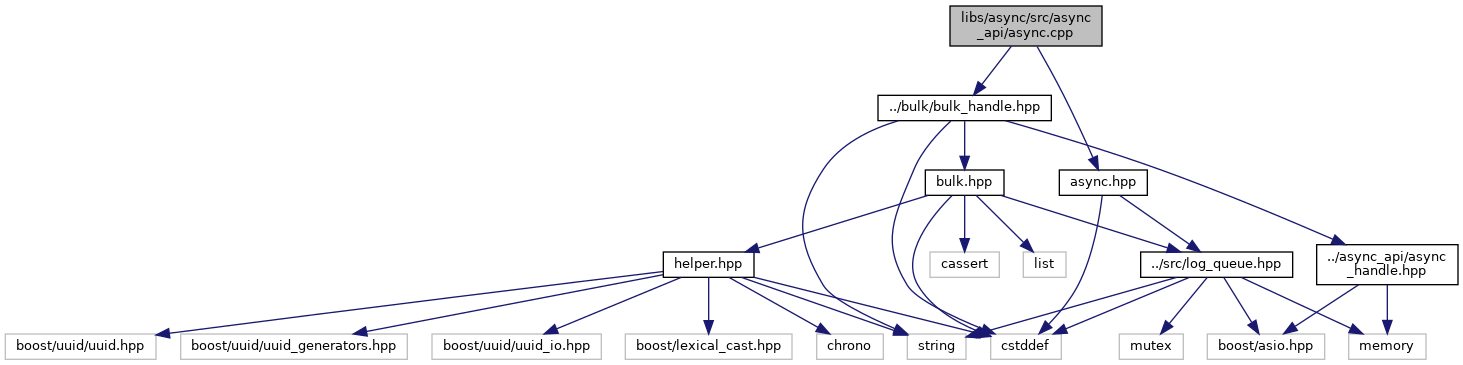 libs/async/src/async
_api/async.cpp
../bulk/bulk_handle.hpp
bulk.hpp
async.hpp
helper.hpp
cassert
list
../src/log_queue.hpp
../async_api/async
_handle.hpp
boost/uuid/uuid.hpp
boost/uuid/uuid_generators.hpp
boost/uuid/uuid_io.hpp
boost/lexical_cast.hpp
chrono
string
cstddef
mutex
boost/asio.hpp
memory